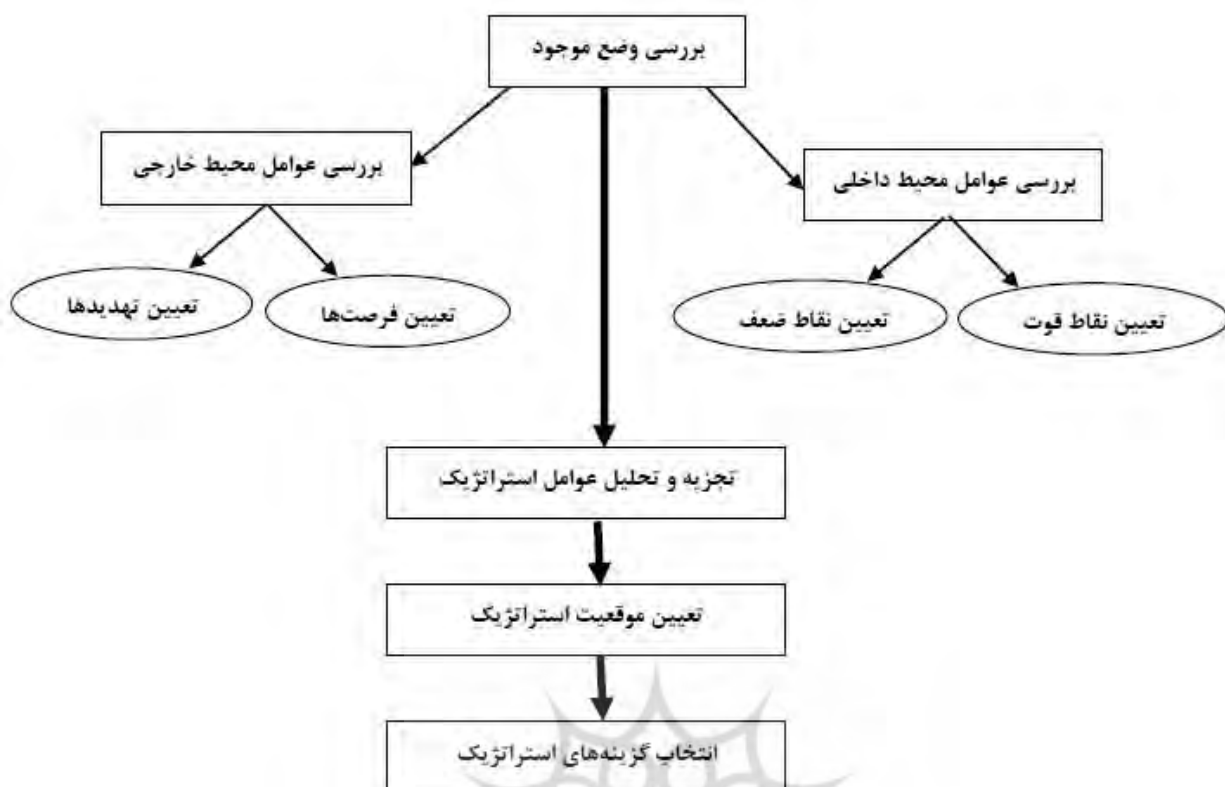 بررسی وضع موجود
بررسی عوامل محیط خارجی
بررسی عوامل محیط داخلی
تعیین تهدیدها
تعیین فرصت‌ها
تعیین نقاط ضعف
تعیین نقاط قوت
تجزیه و تحلیل عوامل استراتژیک
تعیین موقعیت استراتژیک
انتخاب گزینه‌های استراتژیک